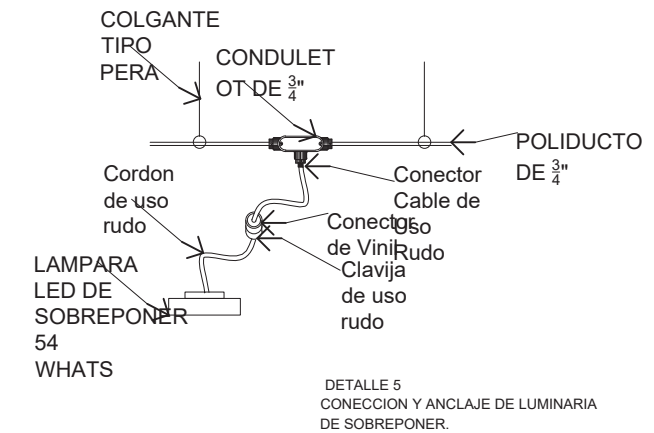 COLGANTE
TIPO
PERA
CONDULET
OT DE 3/4"
POLIDUCTO
DE 3/4"
Cordon
de uso
rudo
Conector
Cable de
Uso
Rudo
Conector
de Vinil
Clavija
de uso
rudo
LAMPARA
LED DE
SOBREPONER
54
WHATS
DETALLE 5
CONECCION Y ANCLAJE DE LUMINARIA
DE SOBREPONER.